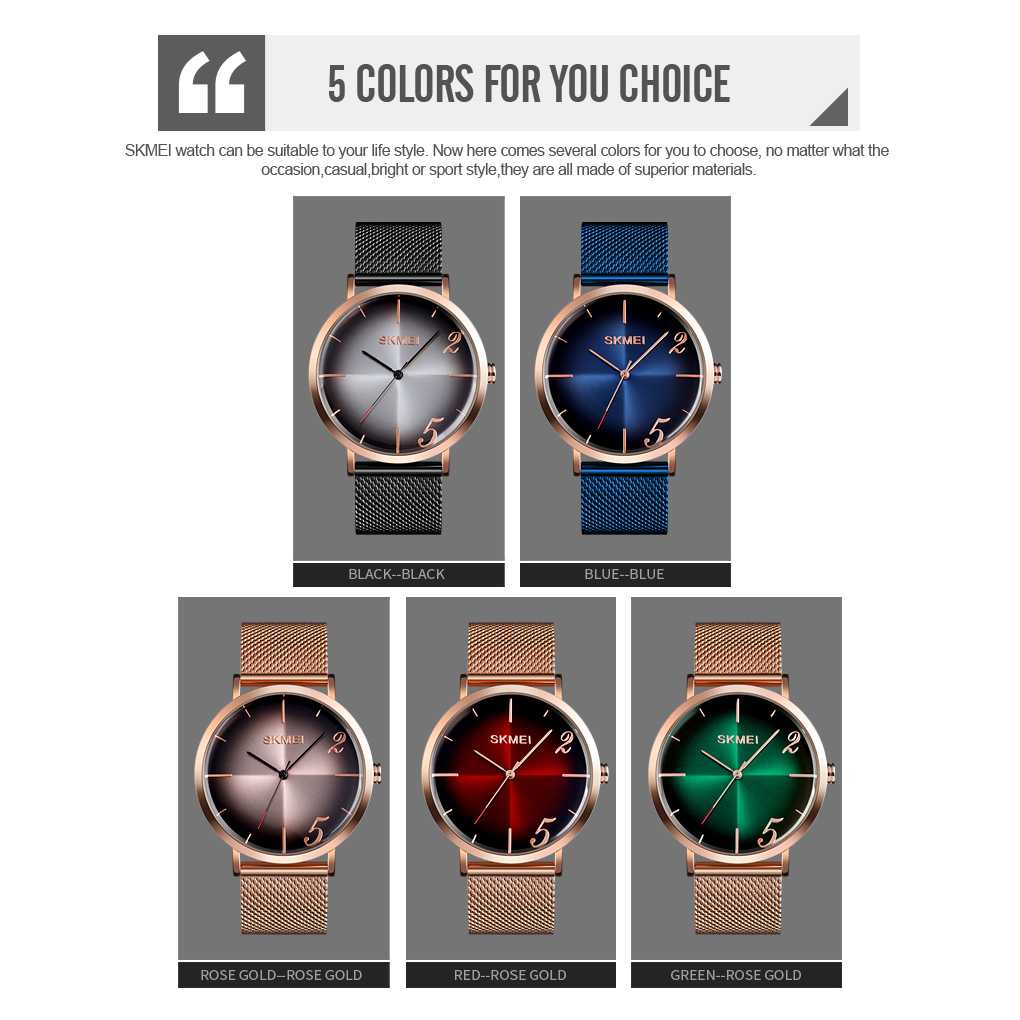 5 COLORS FOR YOU CHOICE
SKMEI watch can be suitable to your life style. Now here comes several colors for you to choose, no matter what the
occasion,casual,bright or sport style,they are all made of superior materials.
SKMEI
2
5
BLACK--BLACK
SKMEI
2
5
BLUE--BLUE
SKMEI
2
5
ROSE GOLD--ROSE GOLD
SKMEI
2
5
RED--ROSE GOLD
SKMEI
2
5
GREEN--ROSE GOLD